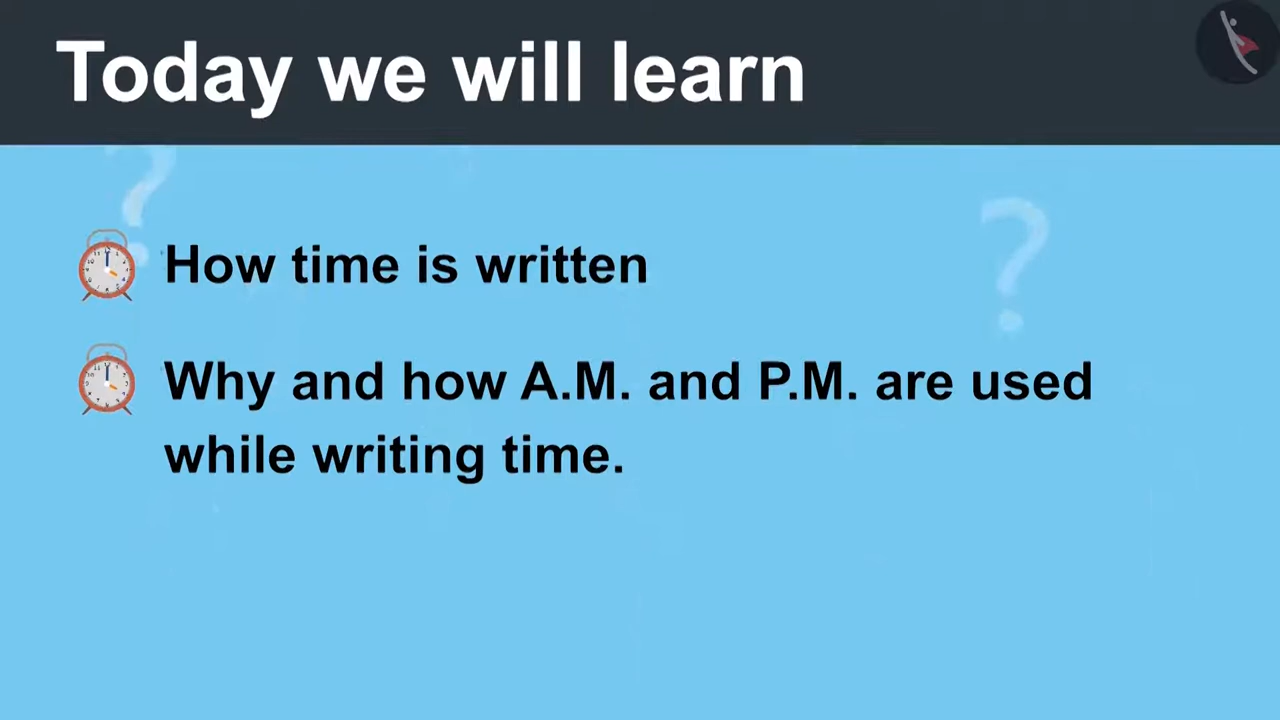 Today we will learn
How time is written
Why and how A.M. and P.M. are used
while writing time.